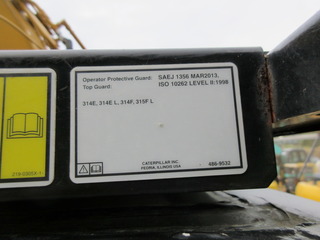 Operator Protective Guard: SAEJ 1356 MAR2013,
Top Guard: ISO 10262 LEVEL II:1998
314E, 314E L, 314F, 315F L
CATERPILLAR INC.
PEORIA, ILLINOIS USA
486-9532